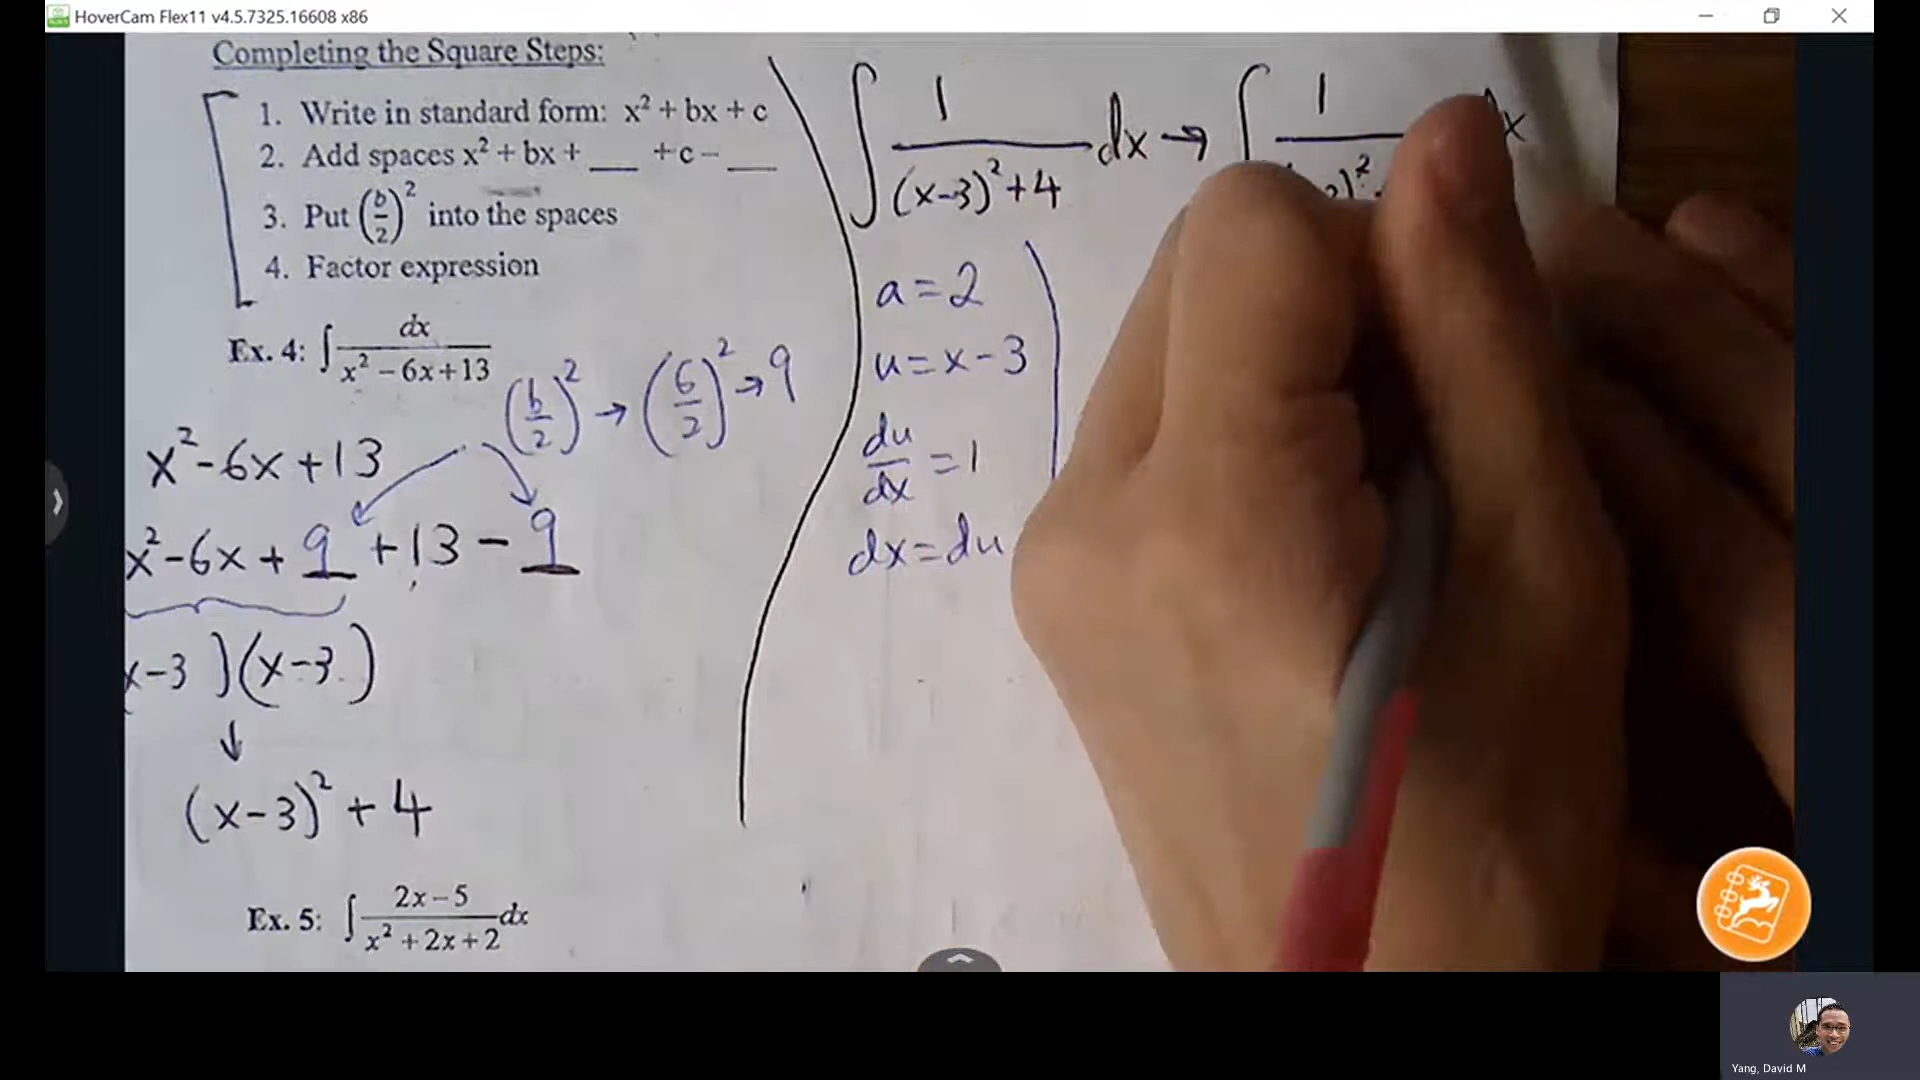 HoverCam Flex11 v4.5.7325.16608 x86
Completing the Square Steps:
1. Write in standard form: x² + bx + c
2. Add spaces x² + bx + ___ + c - ___
3. Put (b/2)² into the spaces
4. Factor expression
Ex. 4: ∫ dx / (x² - 6x + 13)
(b/2)² → (6/2)² → 9
x² - 6x + 13
x² - 6x + 9 + 13 - 9
x-3 )(x-3 )
↓
(x-3)² + 4
Ex. 5: ∫ (2x - 5) / (x² + 2x + 2) dx
∫ 1 / ((x-3)² + 4) dx → ∫ 1 / )² dx
a = 2
u = x - 3
du/dx = 1
dx = du
Yang, David M